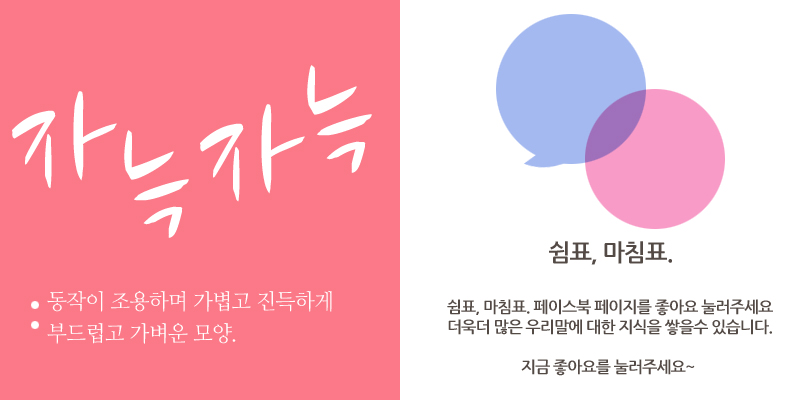 자늑자늑
동작이 조용하며 가볍고 진득하게
부드럽고 가벼운 모양.
쉼표, 마침표.
쉼표, 마침표. 페이스북 페이지를 좋아요 눌러주세요
더욱더 많은 우리말에 대한 지식을 쌓을수 있습니다.
지금 좋아요를 눌러주세요~